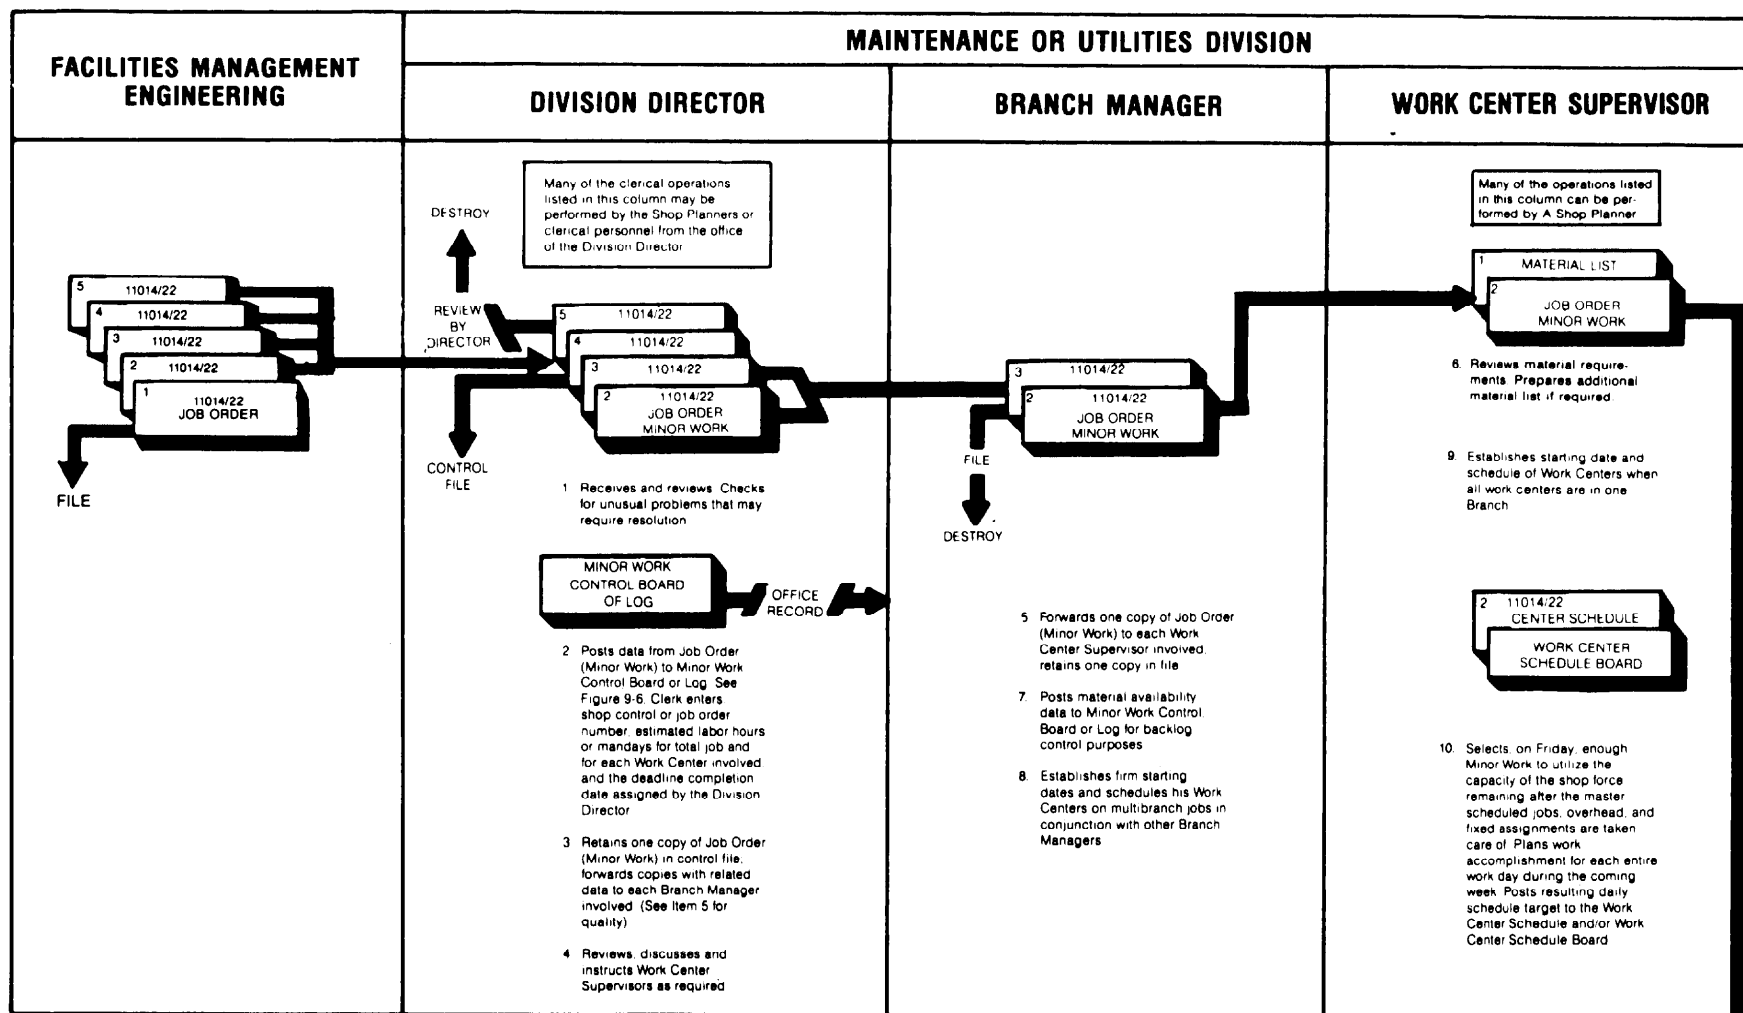 MAINTENANCE OR UTILITIES DIVISION
FACILITIES MANAGEMENT
ENGINEERING
DIVISION DIRECTOR
BRANCH MANAGER
WORK CENTER SUPERVISOR
5 11014/22
4 11014/22
3 11014/22
2 11014/22
1 11014/22
JOB ORDER
FILE
DESTROY
Many of the clerical operations
listed in this column may be
performed by the Shop Planners or
clerical personnel from the office
of the Division Director
REVIEW
BY
DIRECTOR
5 11014/22
4 11014/22
3 11014/22
2 11014/22
JOB ORDER
MINOR WORK
CONTROL
FILE
1 Receives and reviews. Checks
for unusual problems that may
require resolution
MINOR WORK
CONTROL BOARD
OF LOG
OFFICE
RECORD
2 Posts data from Job Order
(Minor Work) to Minor Work
Control Board or Log. See
Figure 9-6. Clerk enters
shop control or job order
number, estimated labor hours
or mandays for total job and
for each Work Center involved
and the deadline completion
date assigned by the Division
Director
3 Retains one copy of Job Order
(Minor Work) in control file,
forwards copies with related
data to each Branch Manager
involved. (See Item 5 for
quality)
4 Reviews, discusses and
instructs Work Center
Supervisors as required
3 11014/22
2 11014/22
JOB ORDER
MINOR WORK
FILE
DESTROY
5 Forwards one copy of Job Order
(Minor Work) to each Work
Center Supervisor involved,
retains one copy in file
7. Posts material availability
data to Minor Work Control
Board or Log for backlog
control purposes
8. Establishes firm starting
dates and schedules his Work
Centers on multibranch jobs in
conjunction with other Branch
Managers
Many of the operations listed
in this column can be per-
formed by A Shop Planner
1 MATERIAL LIST
2 JOB ORDER
MINOR WORK
6. Reviews material require-
ments. Prepares additional
material list if required.
9. Establishes starting date and
schedule of Work Centers when
all work centers are in one
Branch
2 11014/22
CENTER SCHEDULE
WORK CENTER
SCHEDULE BOARD
10. Selects, on Friday, enough
Minor Work to utilize the
capacity of the shop force
remaining after the master
scheduled jobs, overhead, and
fixed assignments are taken
care of. Plans work
accomplishment for each entire
work day during the coming
week. Posts resulting daily
schedule target to the Work
Center Schedule and/or Work
Center Schedule Board